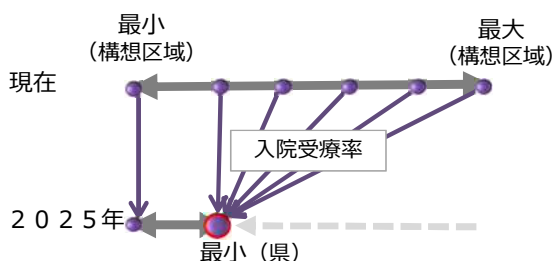 最小
（構想区域）
最大
（構想区域）
現在
入院受療率
２０２５年
最小（県）